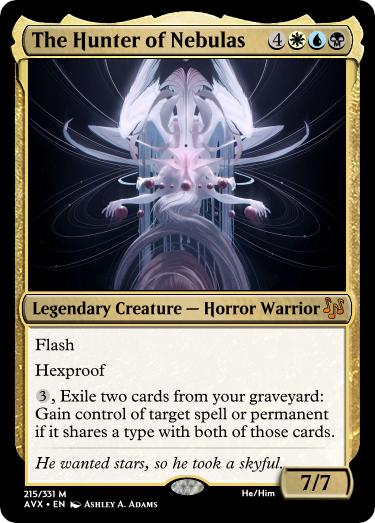 The Hunter of Nebulas 4
Legendary Creature — Horror Warrior
Flash
Hexproof
3, Exile two cards from your graveyard:
Gain control of target spell or permanent
if it shares a type with both of those cards.
He wanted stars, so he took a skyful.
7/7
215/331 M He/Him
AVX • EN Ashley A. Adams